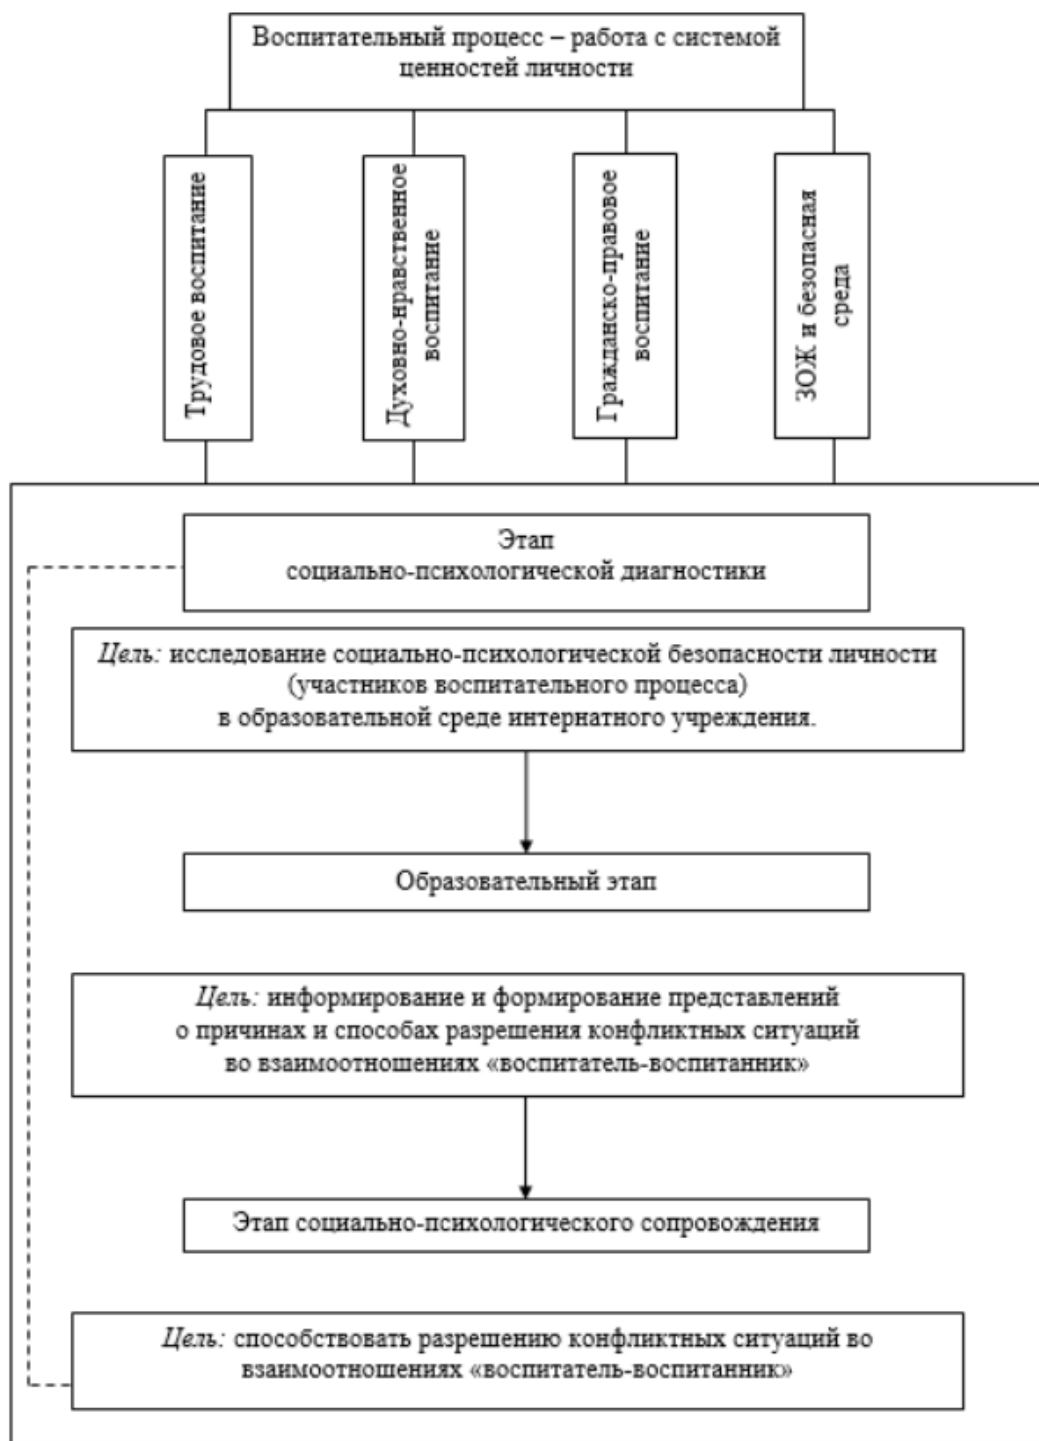 Воспитательный процесс – работа с системой
ценностей личности
Трудовое воспитание
Духовно-нравственное
воспитание
Гражданско-правовое
воспитание
ЗОЖ и безопасная
среда
Этап
социально-психологической диагностики
Цель: исследование социально-психологической безопасности личности
(участников воспитательного процесса)
в образовательной среде интернатного учреждения.
Образовательный этап
Цель: информирование и формирование представлений
о причинах и способах разрешения конфликтных ситуаций
во взаимоотношениях «воспитатель-воспитанник»
Этап социально-психологического сопровождения
Цель: способствовать разрешению конфликтных ситуаций во
взаимоотношениях «воспитатель-воспитанник»